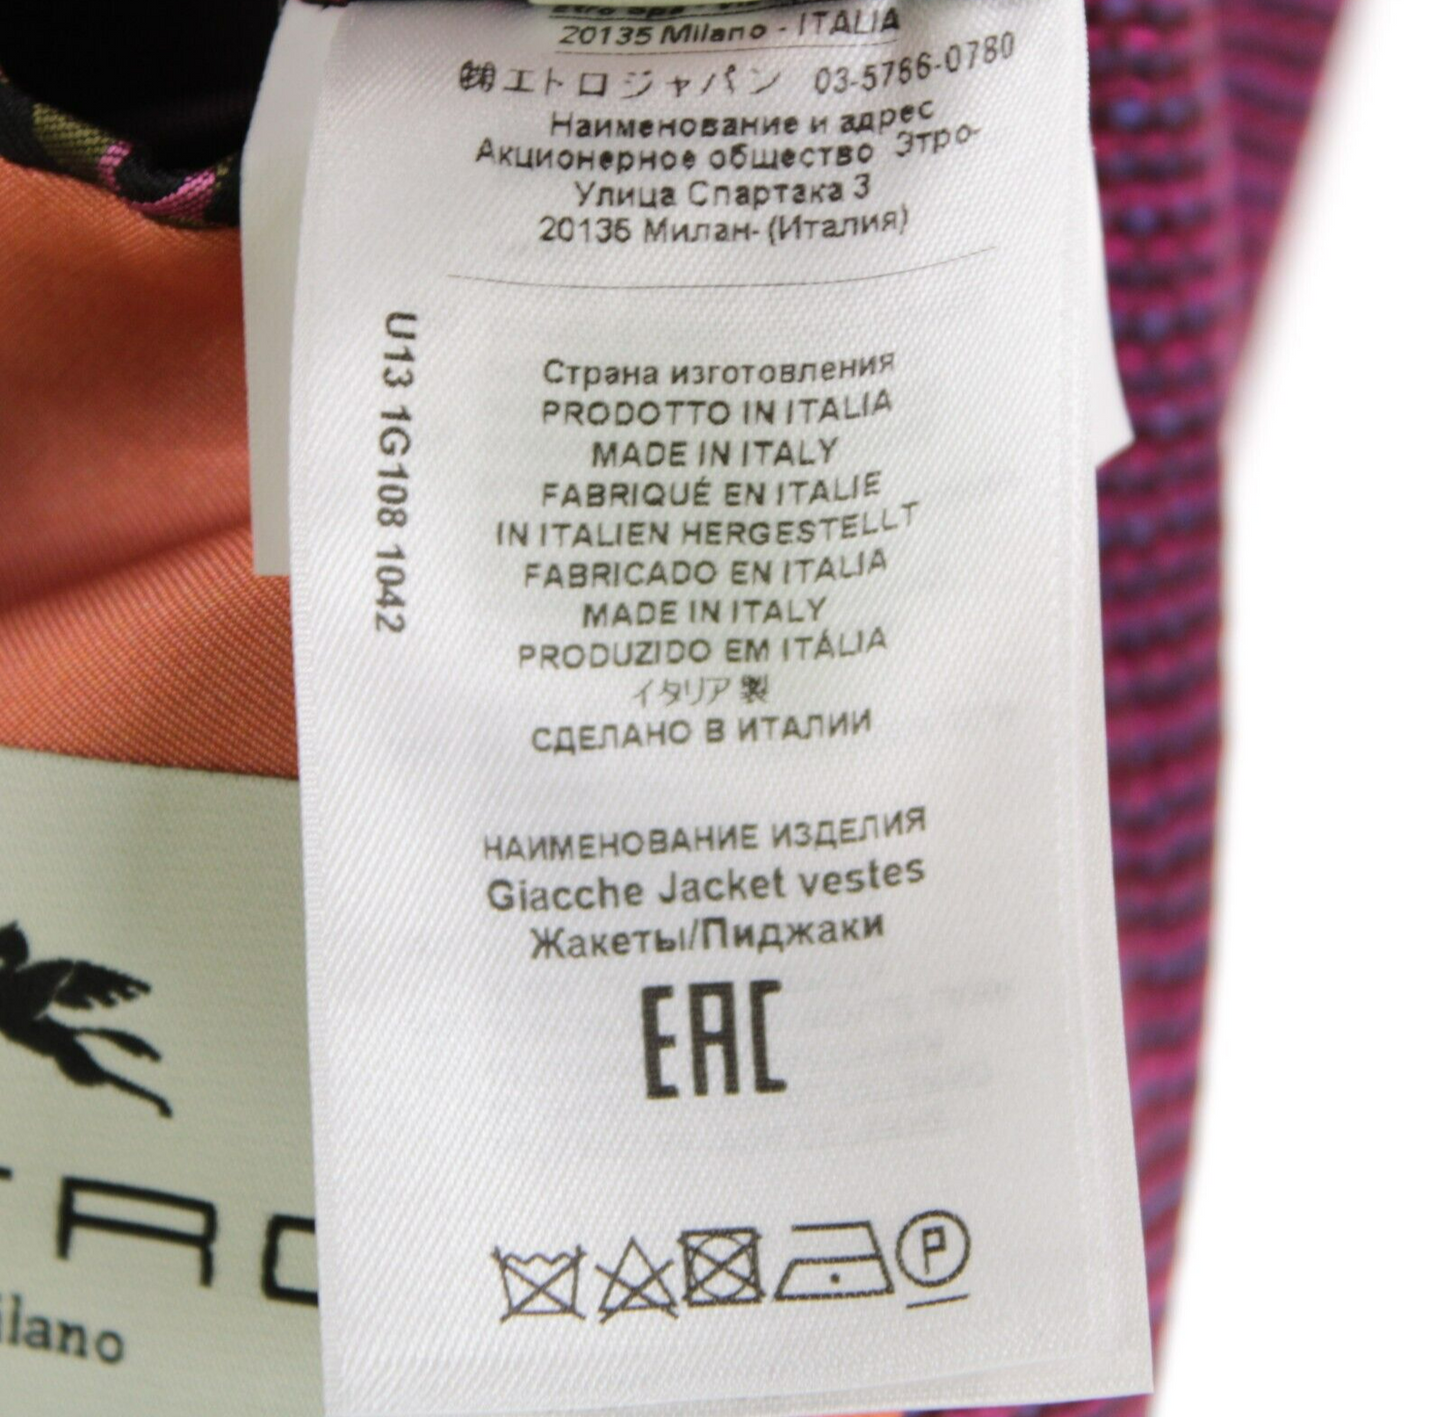 20135 Milano - ITALIA
㈱エトロジャパン 03-5766-0780
Наименование и адрес
Акционерное общество Этро-
Улица Спартака 3
20135 Милан- (Италия)
U13 1G108 1042
Страна изготовления
PRODOTTO IN ITALIA
MADE IN ITALY
FABRIQUÉ EN ITALIE
IN ITALIEN HERGESTELLT
FABRICADO EN ITALIA
MADE IN ITALY
PRODUZIDO EM ITÁLIA
イタリア製
СДЕЛАНО В ИТАЛИИ
НАИМЕНОВАНИЕ ИЗДЕЛИЯ
Giacche Jacket vestes
Жакеты/Пиджаки
EAC
P
TRO
ilano